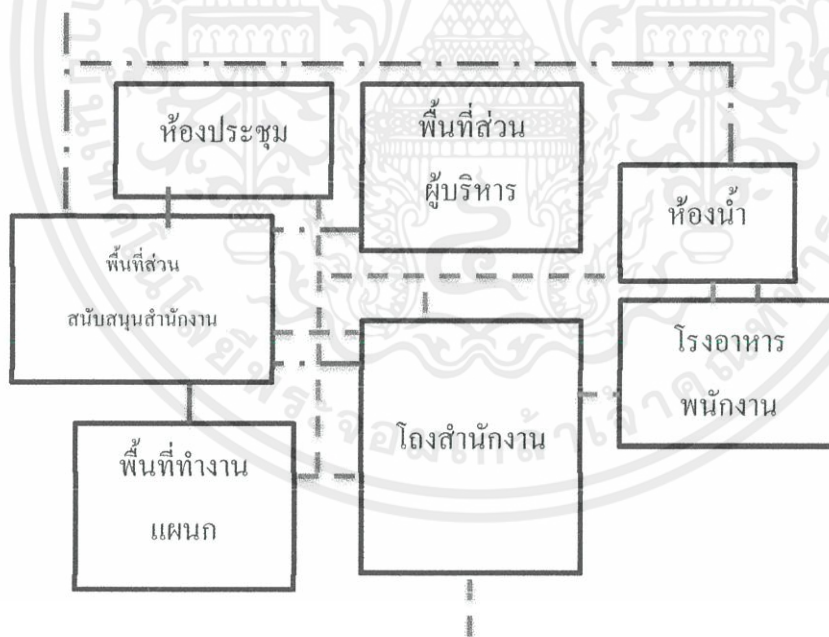 ห้องประชุม
พื้นที่ส่วน
ผู้บริหาร
ห้องน้ำ
พื้นที่ส่วน
สนับสนุนสำนักงาน
โรงอาหาร
พนักงาน
โถงสำนักงาน
พื้นที่ทำงาน
แผนก